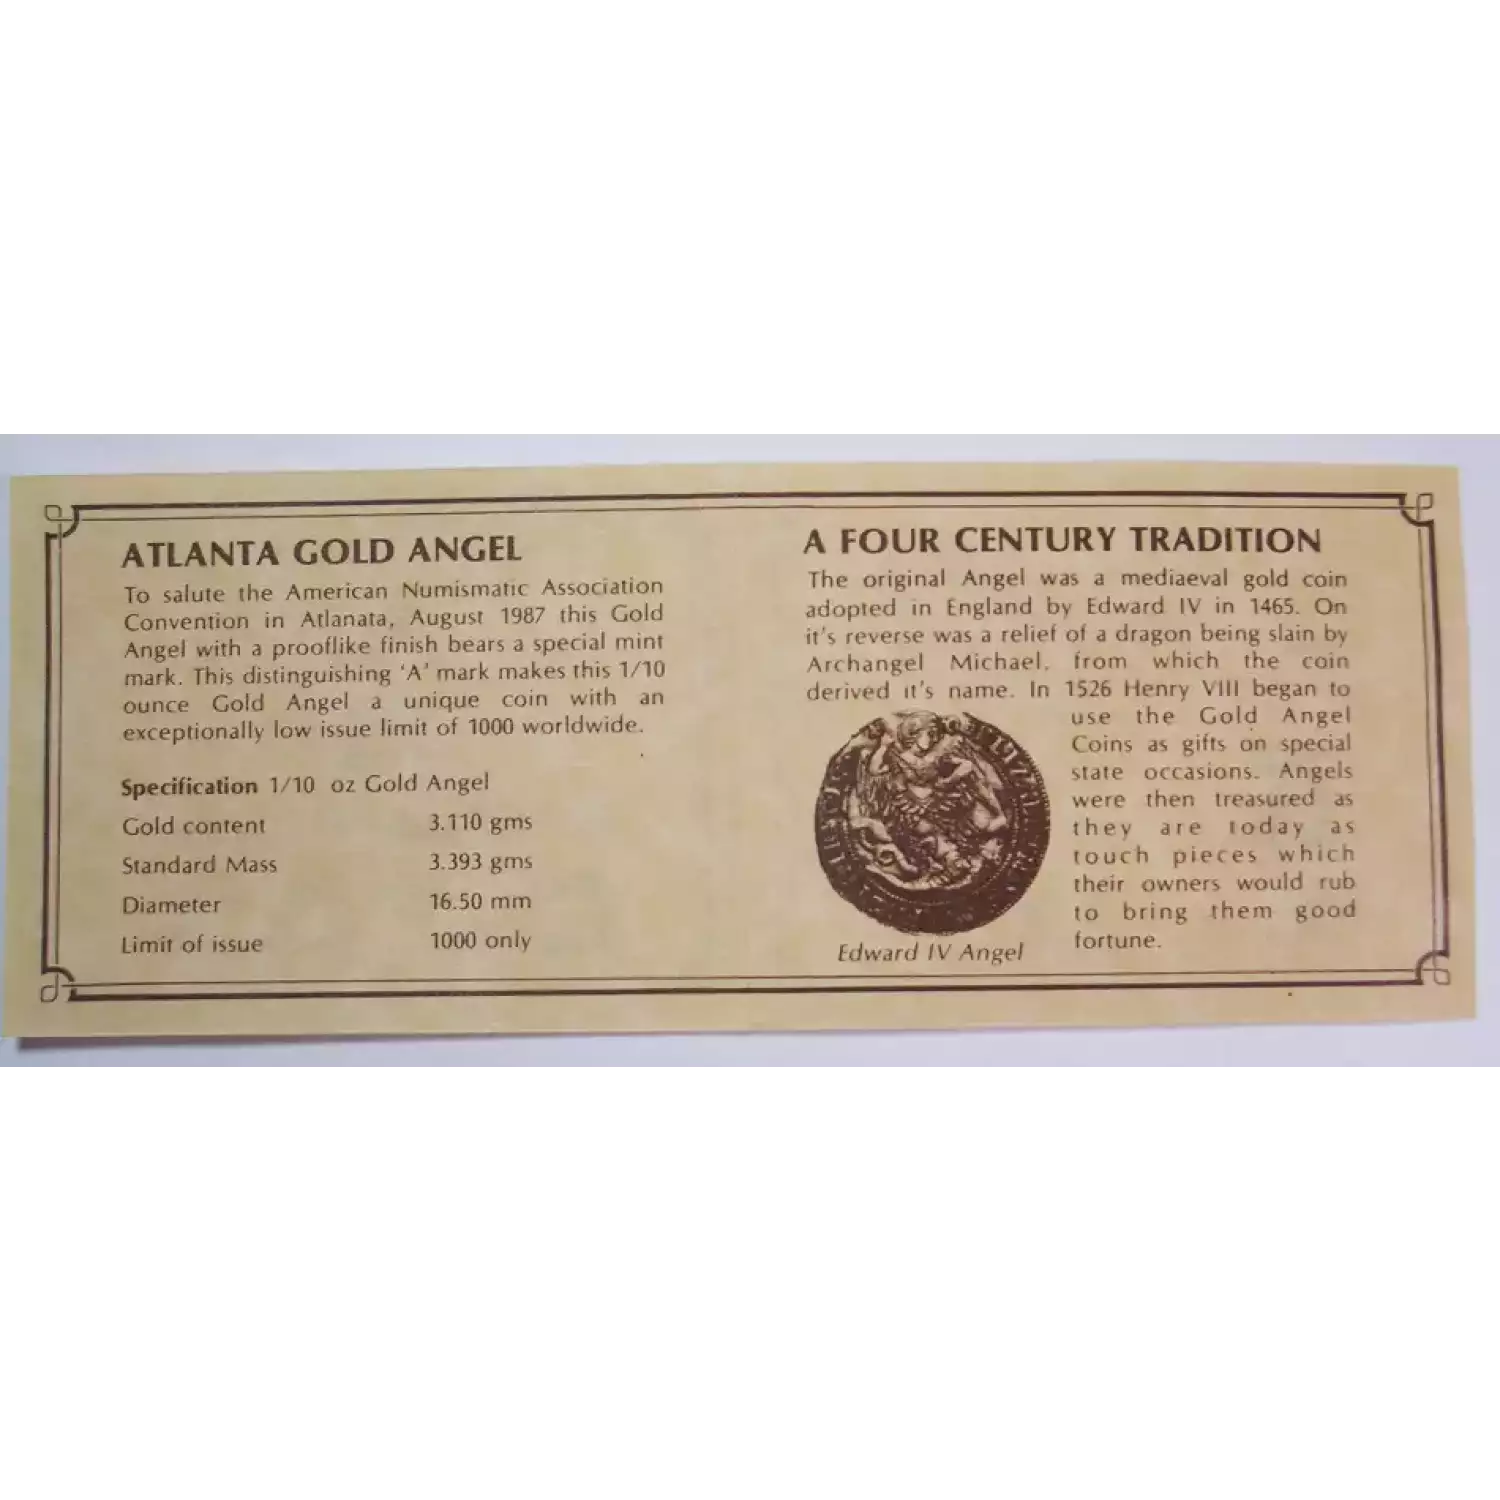 ATLANTA GOLD ANGEL
To salute the American Numismatic Association
Convention in Atlanata, August 1987 this Gold
Angel with a prooflike finish bears a special mint
mark. This distinguishing 'A' mark makes this 1/10
ounce Gold Angel a unique coin with an
exceptionally low issue limit of 1000 worldwide.
Specification 1/10 oz Gold Angel
Gold content 3.110 gms
Standard Mass 3.393 gms
Diameter 16.50 mm
Limit of issue 1000 only
A FOUR CENTURY TRADITION
The original Angel was a mediaeval gold coin
adopted in England by Edward IV in 1465. On
it's reverse was a relief of a dragon being slain by
Archangel Michael, from which the coin
derived it's name. In 1526 Henry VIII began to
use the Gold Angel
Coins as gifts on special
state occasions. Angels
were then treasured as
they are today as
touch pieces which
their owners would rub
to bring them good
fortune.
Edward IV Angel